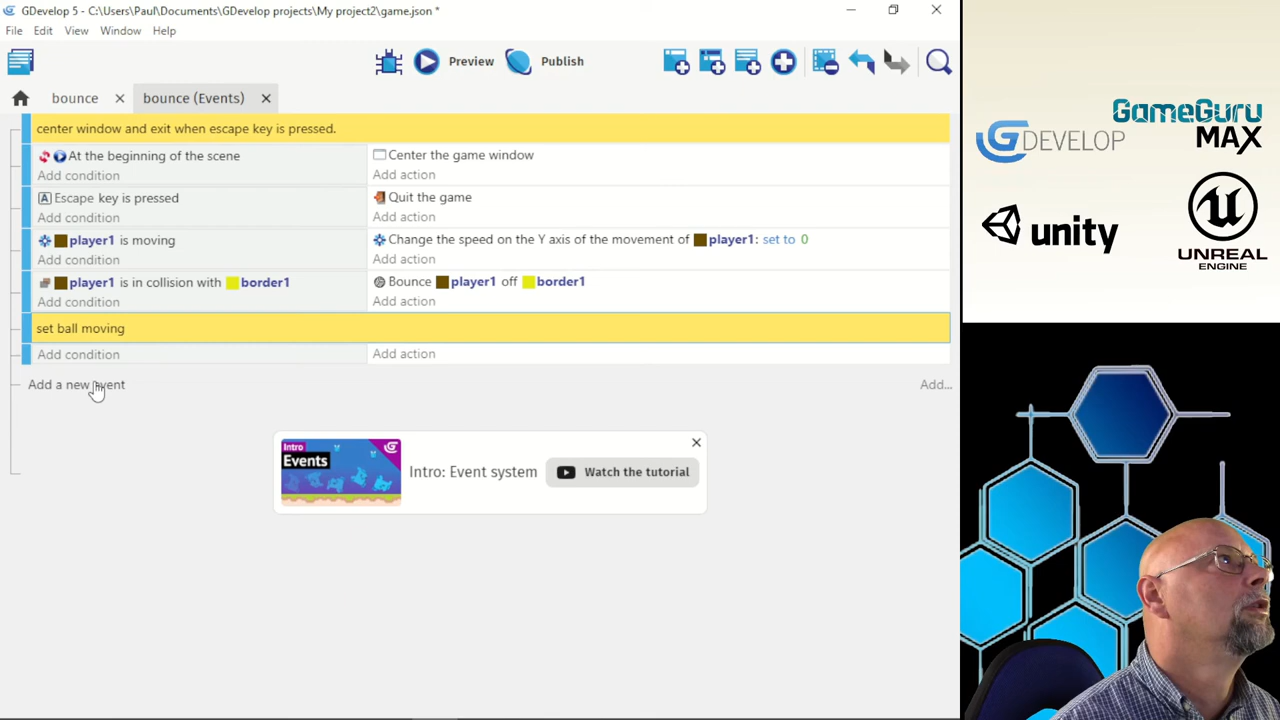 GDevelop 5 - C:\Users\Paul\Documents\GDevelop projects\My project2\game.json *
File Edit View Window Help
Preview Publish
bounce bounce (Events)
center window and exit when escape key is pressed.
At the beginning of the scene Center the game window
Add condition Add action
Escape key is pressed Quit the game
Add condition Add action
player1 is moving Change the speed on the Y axis of the movement of player1: set to 0
Add condition Add action
player1 is in collision with border1 Bounce player1 off border1
Add condition Add action
set ball moving
Add condition Add action
Add a new event Add...
Intro
Events
Intro: Event system Watch the tutorial
GameGuru
MAX
GDEVELOP
unity
UNREAL
ENGINE